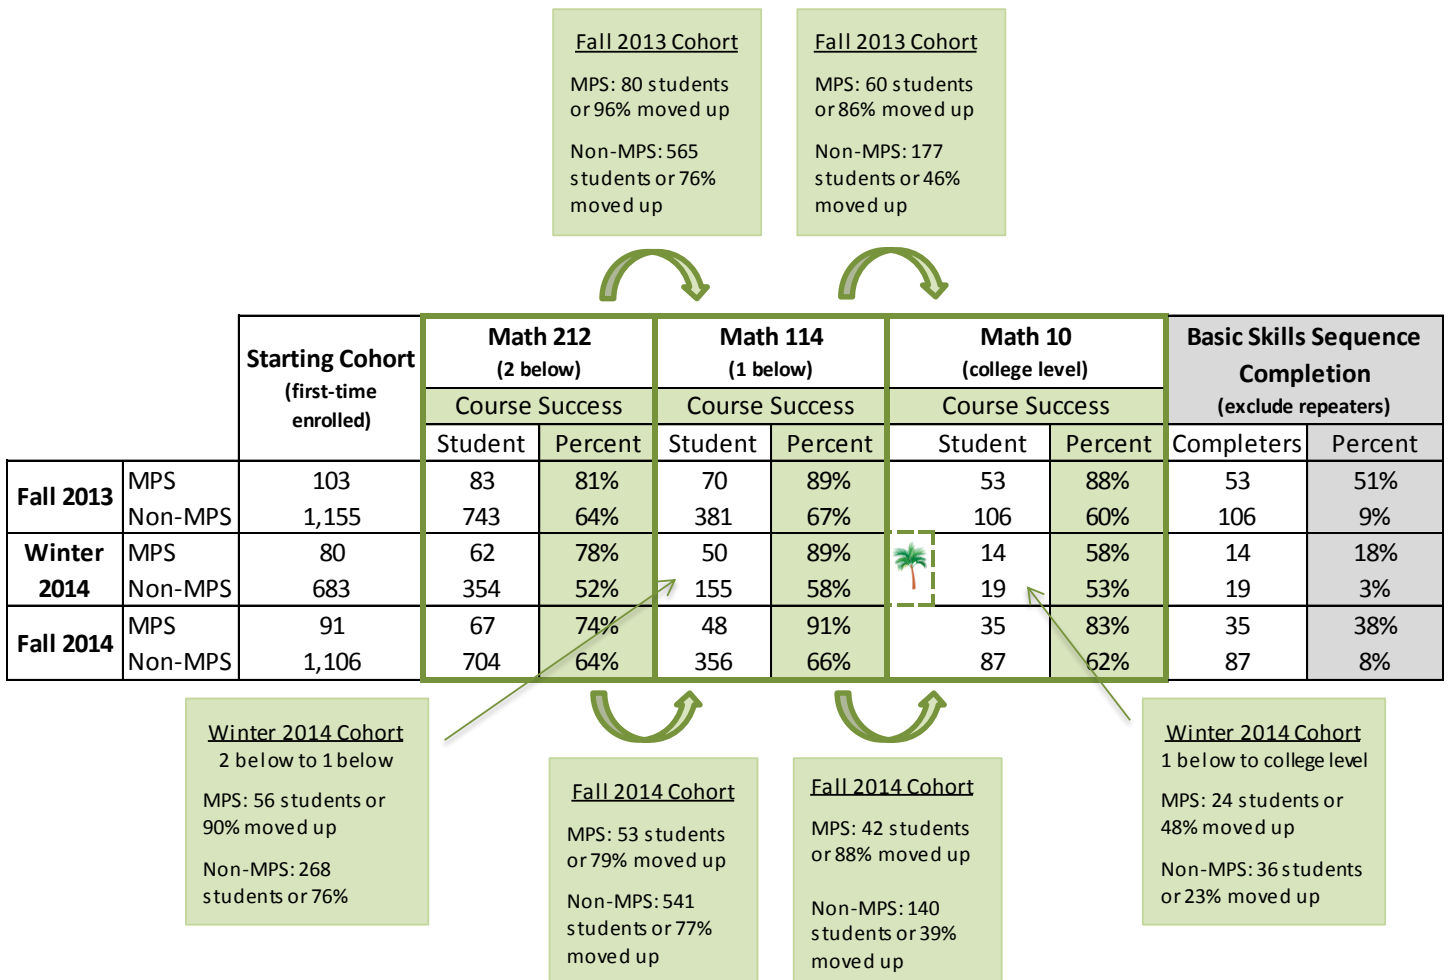 Fall 2013 Cohort
MPS: 80 students
or 96% moved up
Non-MPS: 565
students or 76%
moved up
Fall 2013 Cohort
MPS: 60 students
or 86% moved up
Non-MPS: 177
students or 46%
moved up
Starting Cohort
(first-time
enrolled)
Math 212
(2 below)
Math 114
(1 below)
Math 10
(college level)
Basic Skills Sequence
Completion
(exclude repeaters)
Course Success Course Success Course Success
Student Percent Student Percent Student Percent Completers Percent
Fall 2013
MPS 103 83 81% 70 89% 53 88% 53 51%
Non-MPS 1,155 743 64% 381 67% 106 60% 106 9%
Winter
2014
MPS 80 62 78% 50 89% 14 58% 14 18%
Non-MPS 683 354 52% 155 58% 19 53% 19 3%
Fall 2014
MPS 91 67 74% 48 91% 35 83% 35 38%
Non-MPS 1,106 704 64% 356 66% 87 62% 87 8%
Winter 2014 Cohort
2 below to 1 below
MPS: 56 students or
90% moved up
Non-MPS: 268
students or 76%
Fall 2014 Cohort
MPS: 53 students
or 79% moved up
Non-MPS: 541
students or 77%
moved up
Fall 2014 Cohort
MPS: 42 students
or 88% moved up
Non-MPS: 140
students or 39%
moved up
Winter 2014 Cohort
1 below to college level
MPS: 24 students or
48% moved up
Non-MPS: 36 students
or 23% moved up